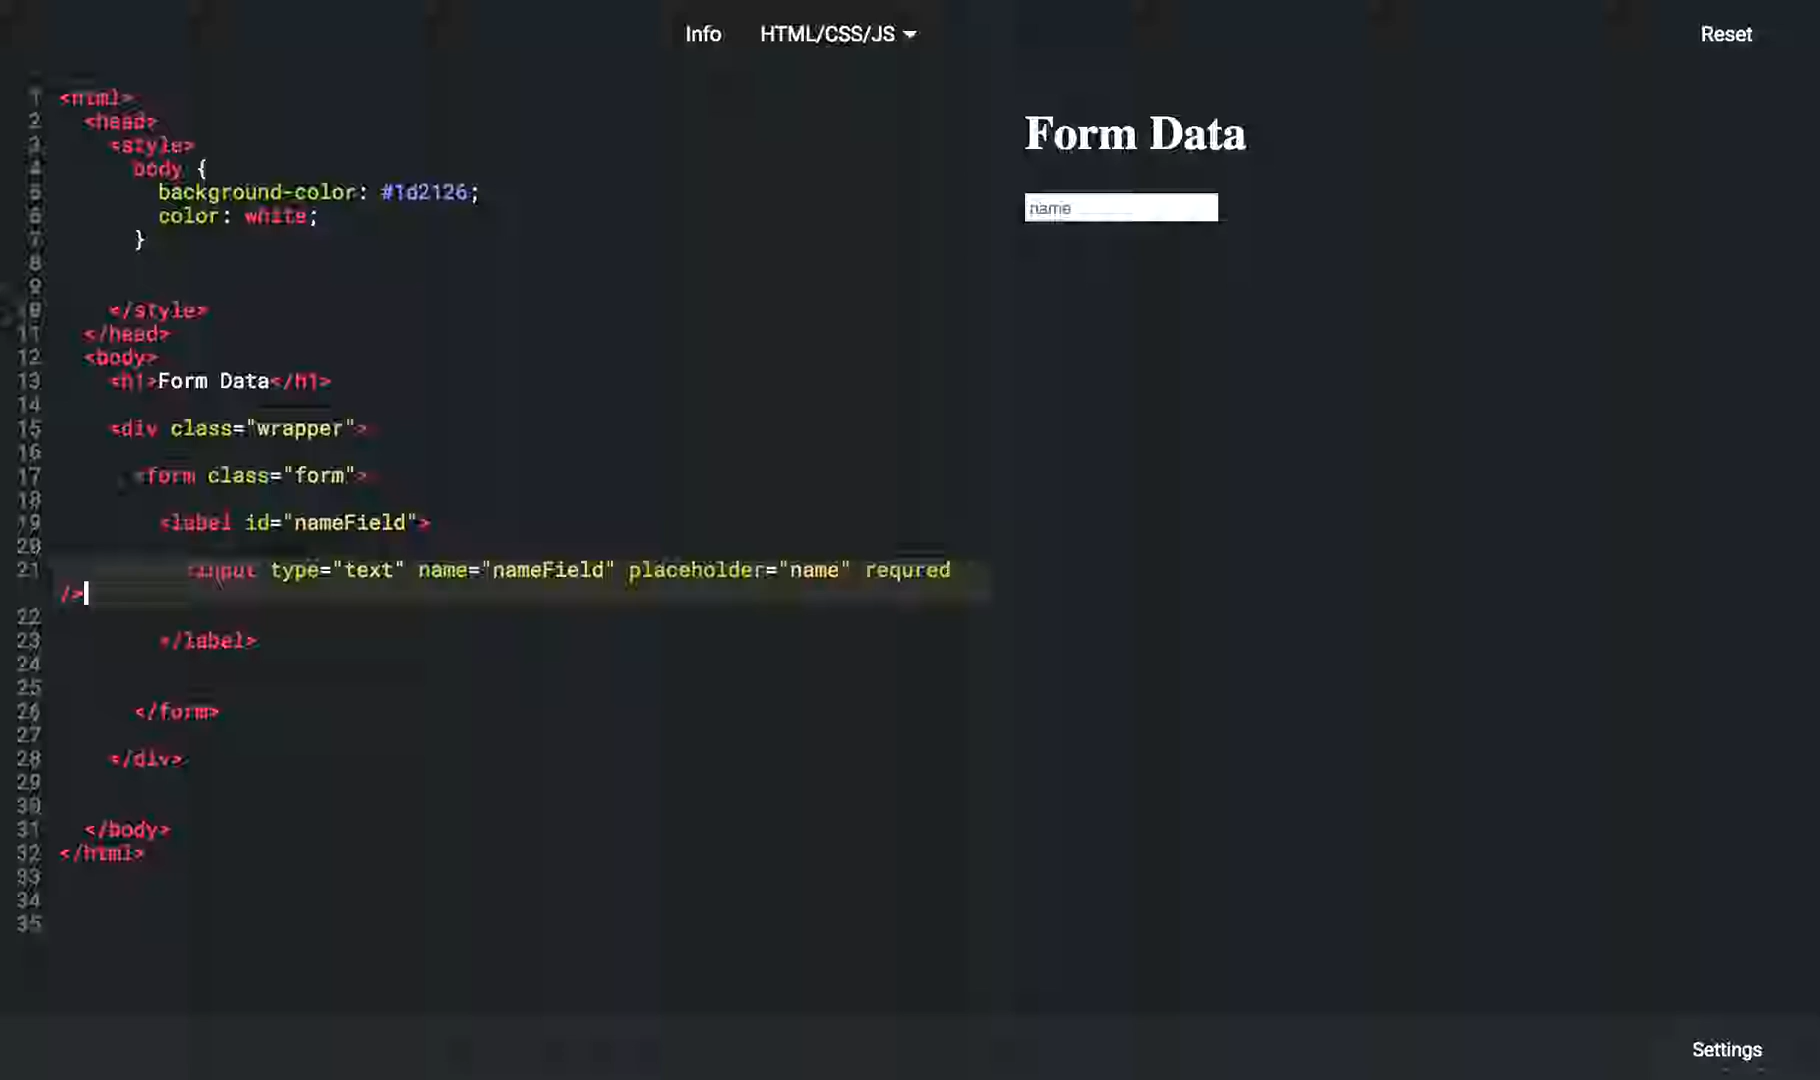 Info HTML/CSS/JS Reset
1 <html>
2 <head>
3 <style>
4 body {
5 background-color: #1d2126;
6 color: white;
7 }
8
9
10 </style>
11 </head>
12 <body>
13 <h1>Form Data</h1>
14
15 <div class="wrapper">
16
17 <form class="form">
18
19 <label id="nameField">
20
21 <input type="text" name="nameField" placeholder="name" requred
/>
22
23 </label>
24
25
26 </form>
27
28 </div>
29
30
31 </body>
32 </html>
33
34
35
Form Data
name
Settings